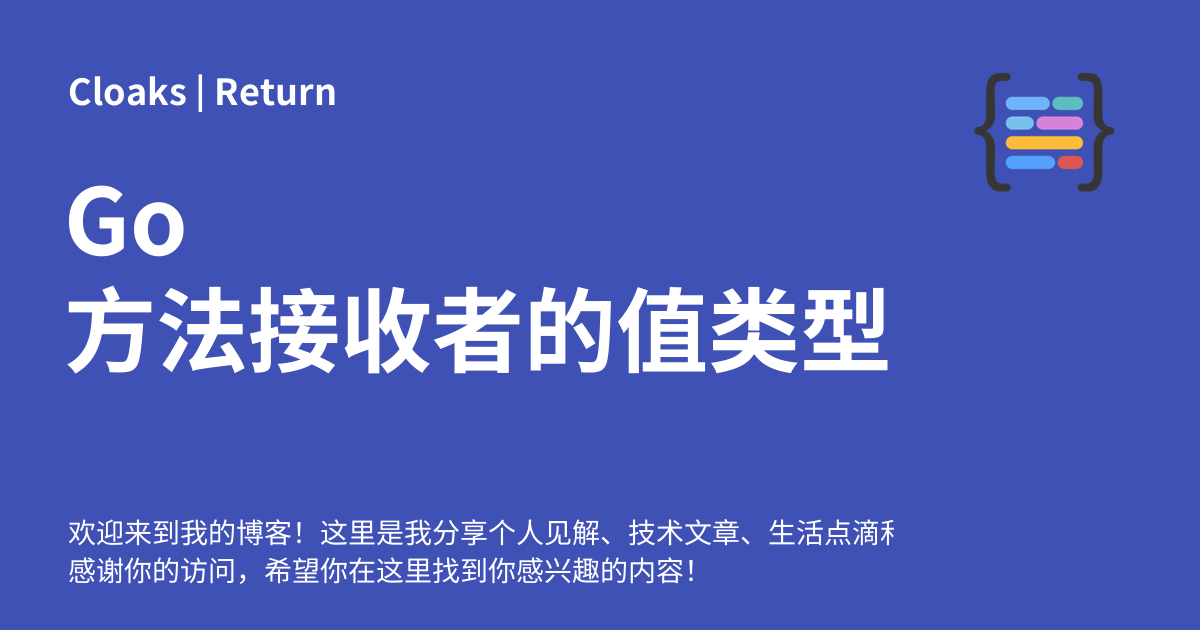 Cloaks | Return
Go
方法接收者的值类型
欢迎来到我的博客！这里是我分享个人见解、技术文章、生活点滴
感谢你的访问，希望你在这里找到你感兴趣的内容！